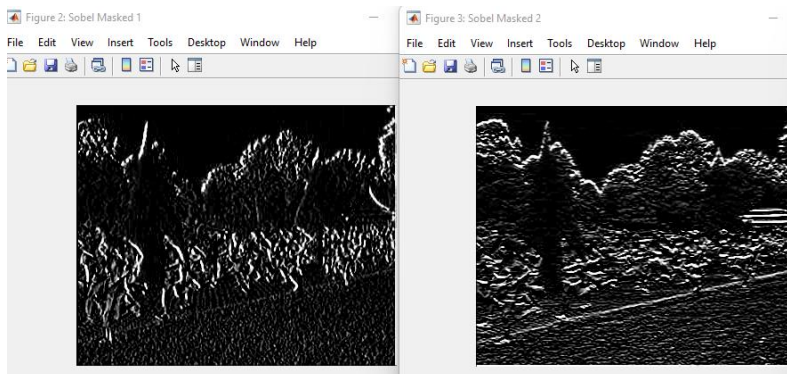 Figure 2: Sobel Masked 1
File Edit View Insert Tools Desktop Window Help
Figure 3: Sobel Masked 2
File Edit View Insert Tools Desktop Window Help